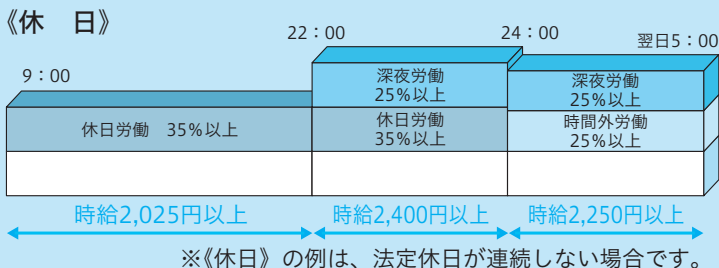 《休　日》
9：00
22：00
24：00
翌日5：00
休日労働　35%以上
深夜労働
25%以上
休日労働
35%以上
深夜労働
25%以上
時間外労働
25%以上
時給2,025円以上
時給2,400円以上
時給2,250円以上
※《休日》の例は、法定休日が連続しない場合です。